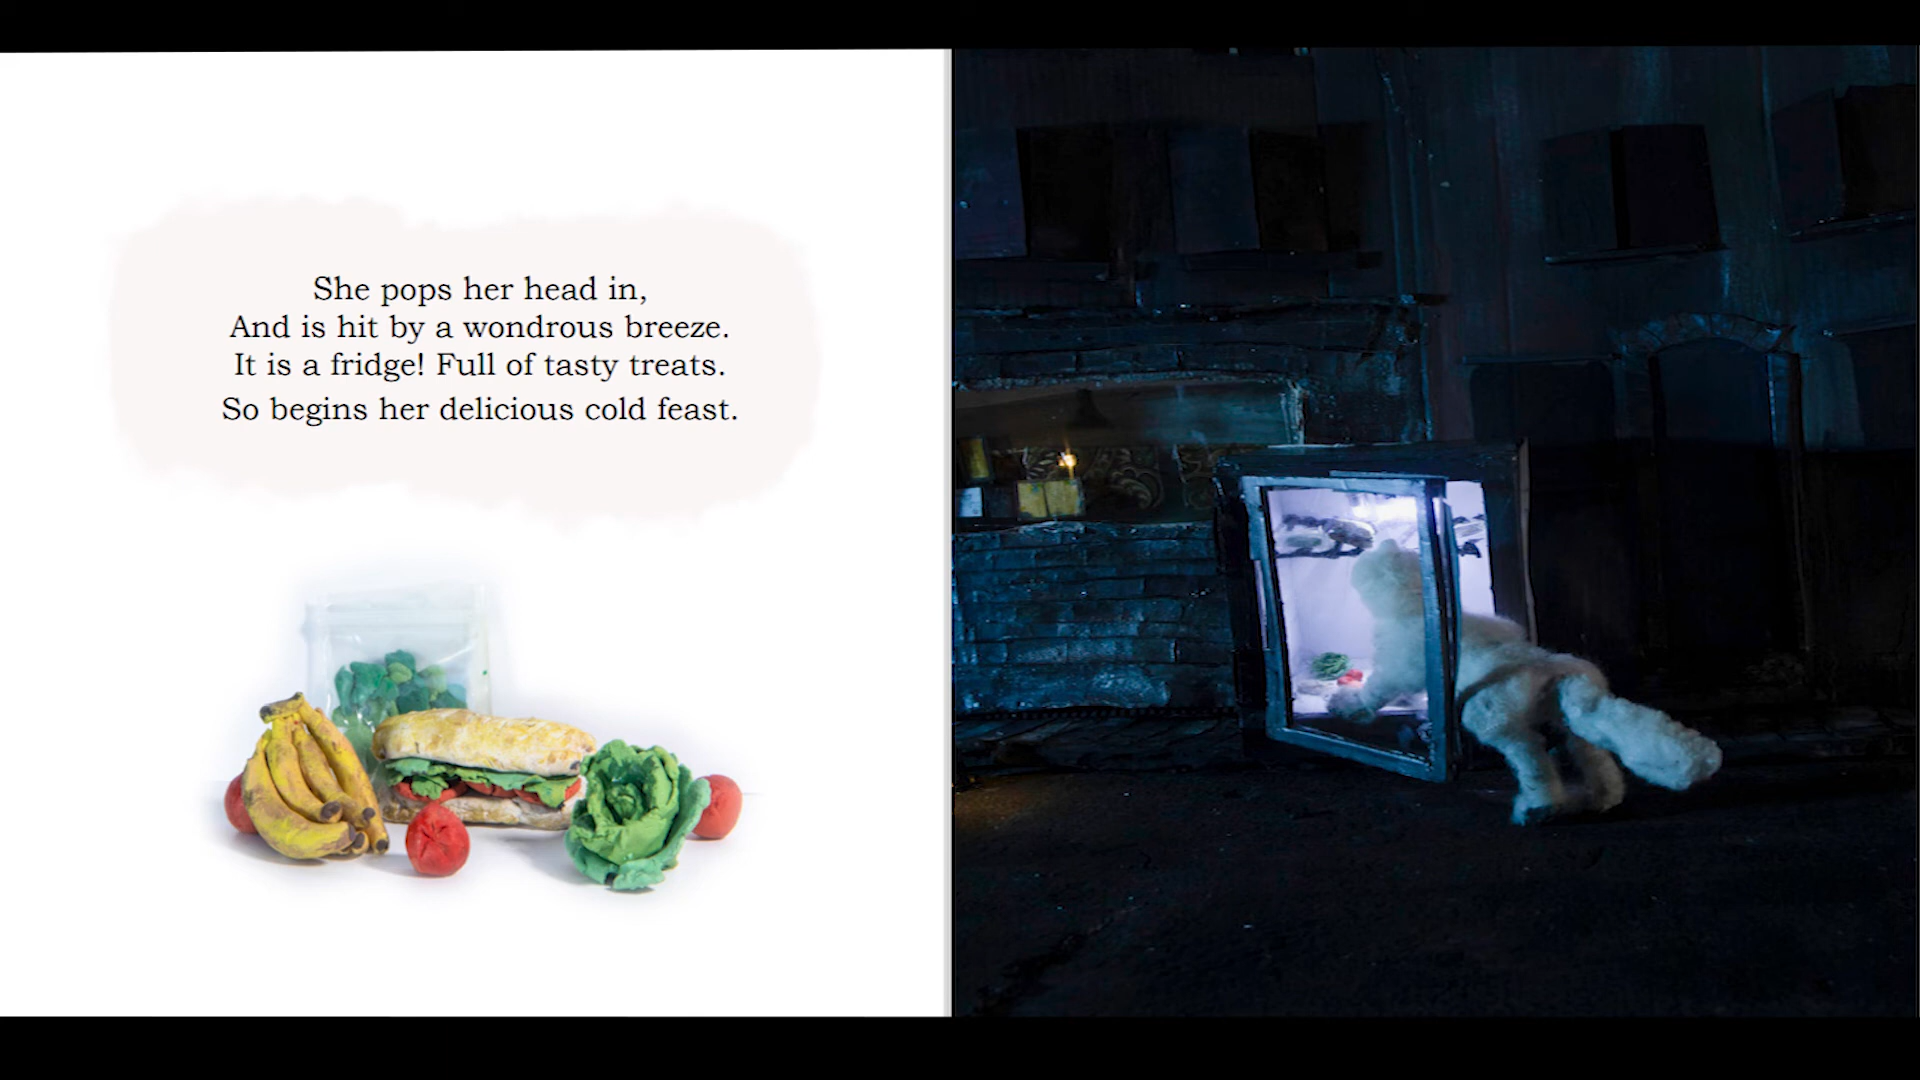 She pops her head in,
And is hit by a wondrous breeze.
It is a fridge! Full of tasty treats.
So begins her delicious cold feast.